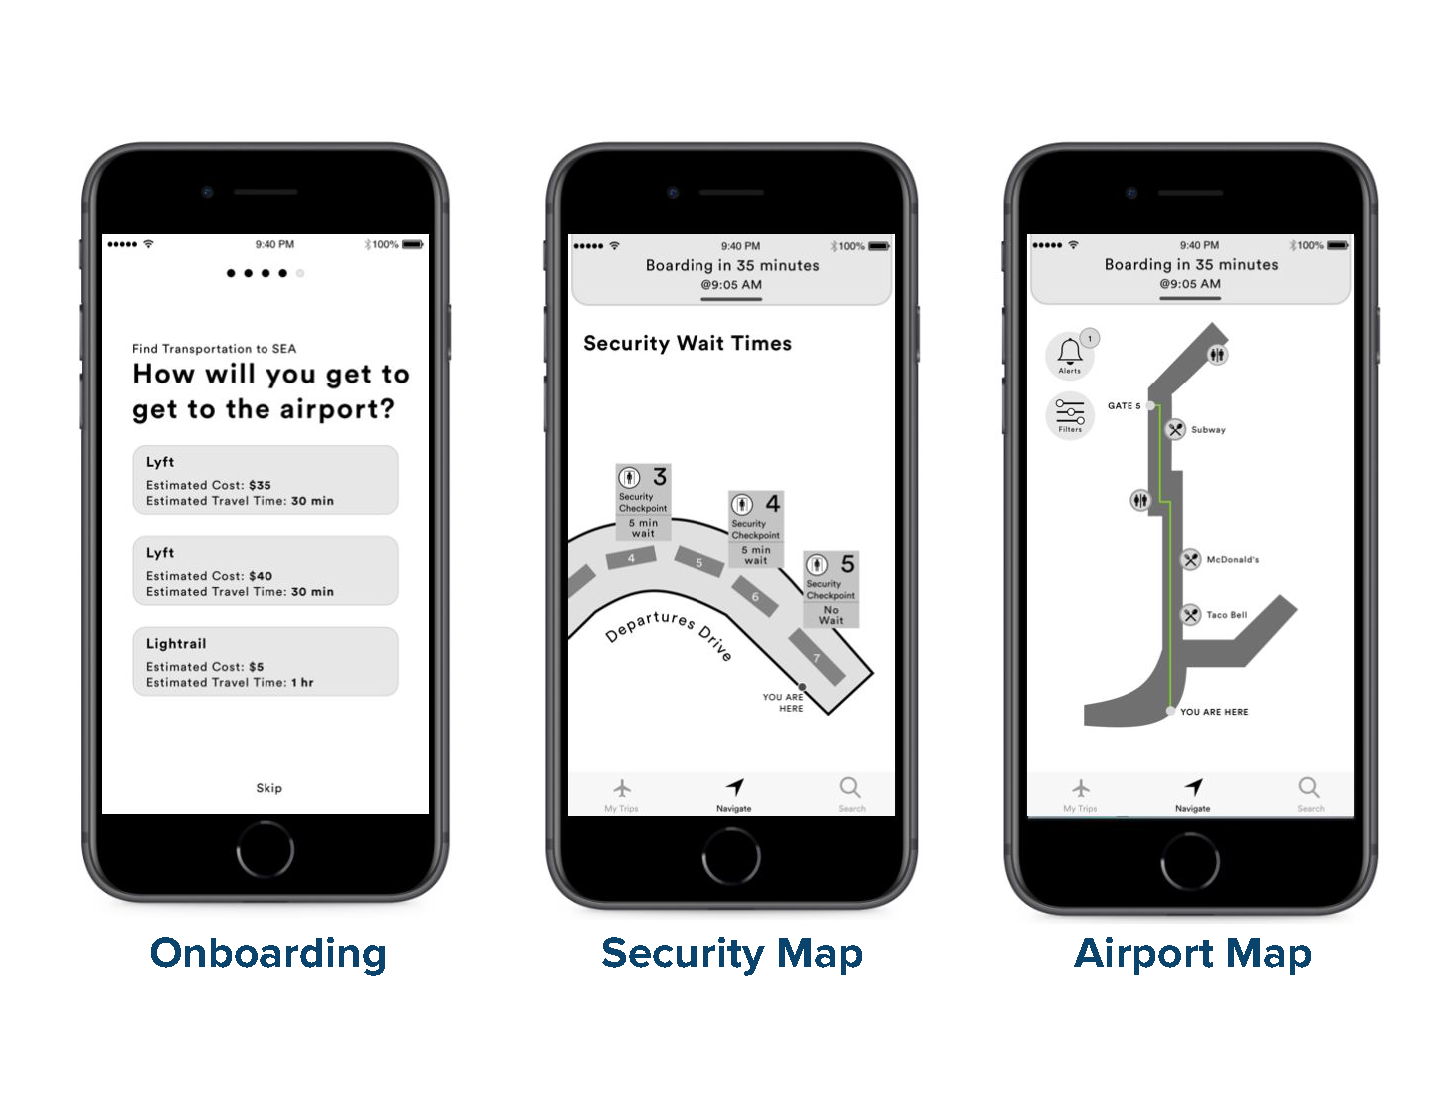 9:40 PM
100%
Find Transportation to SEA
How will you get to
get to the airport?
Lyft
Estimated Cost: $35
Estimated Travel Time: 30 min
Lyft
Estimated Cost: $40
Estimated Travel Time: 30 min
Lightrail
Estimated Cost: $5
Estimated Travel Time: 1 hr
Skip
Onboarding
9:40 PM
100%
Boarding in 35 minutes
@9:05 AM
Security Wait Times
3
Security
Checkpoint
5 min
wait
4
Security
Checkpoint
5 min
wait
5
Security
Checkpoint
No
Wait
4
5
6
7
Departures Drive
YOU ARE
HERE
My Trips
Navigate
Search
Security Map
9:40 PM
100%
Boarding in 35 minutes
@9:05 AM
1
Alerts
Filters
GATE 5
Subway
McDonald's
Taco Bell
YOU ARE HERE
My Trips
Navigate
Search
Airport Map